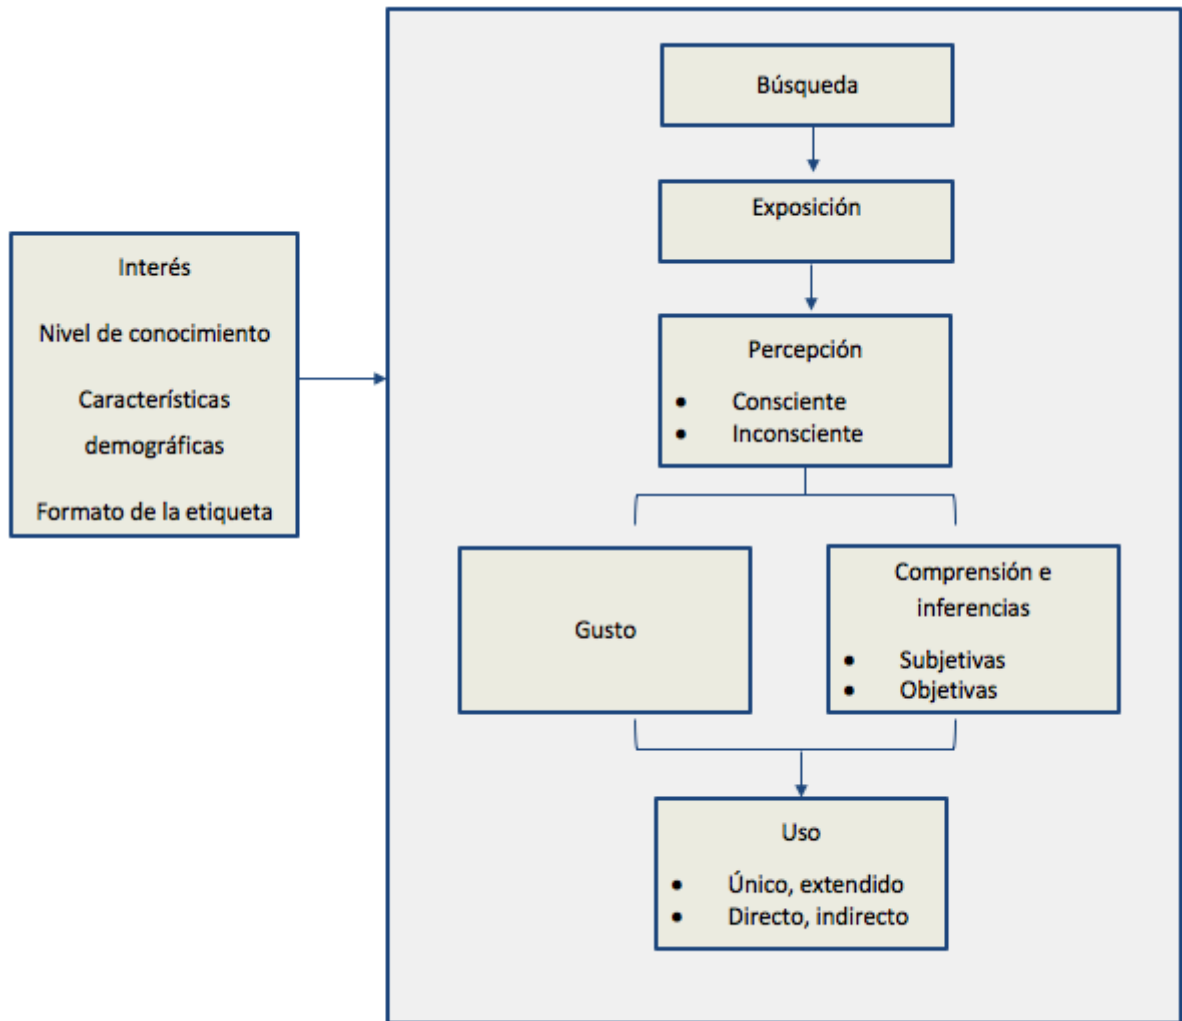 Búsqueda
Exposición
Interés
Nivel de conocimiento
Características
demográficas
Formato de la etiqueta
Percepción
• Consciente
• Inconsciente
Gusto
Comprensión e
inferencias
• Subjetivas
• Objetivas
Uso
• Único, extendido
• Directo, indirecto